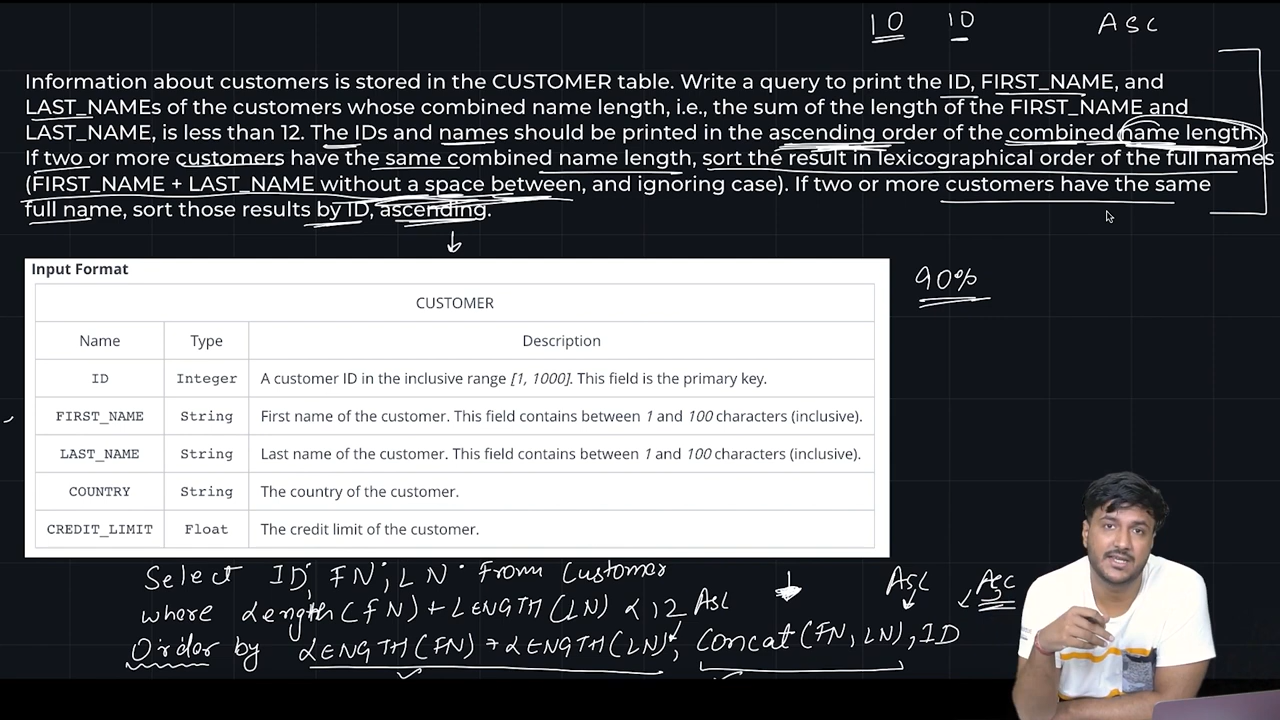 10 10 ASC
Information about customers is stored in the CUSTOMER table. Write a query to print the ID, FIRST_NAME, and
LAST_NAMEs of the customers whose combined name length, i.e., the sum of the length of the FIRST_NAME and
LAST_NAME, is less than 12. The IDs and names should be printed in the ascending order of the combined name length.
If two or more customers have the same combined name length, sort the result in lexicographical order of the full names
(FIRST_NAME + LAST_NAME without a space between, and ignoring case). If two or more customers have the same
full name, sort those results by ID, ascending.
Input Format
CUSTOMER
Name Type Description
ID Integer A customer ID in the inclusive range [1, 1000]. This field is the primary key.
FIRST_NAME String First name of the customer. This field contains between 1 and 100 characters (inclusive).
LAST_NAME String Last name of the customer. This field contains between 1 and 100 characters (inclusive).
COUNTRY String The country of the customer.
CREDIT_LIMIT Float The credit limit of the customer.
90%
Select ID, FN, LN from Customer
where Length(FN) + LENGTH(LN) < 12 Asc
Asc Asc
Order by LENGTH(FN) + LENGTH(LN), Concat(FN, LN), ID